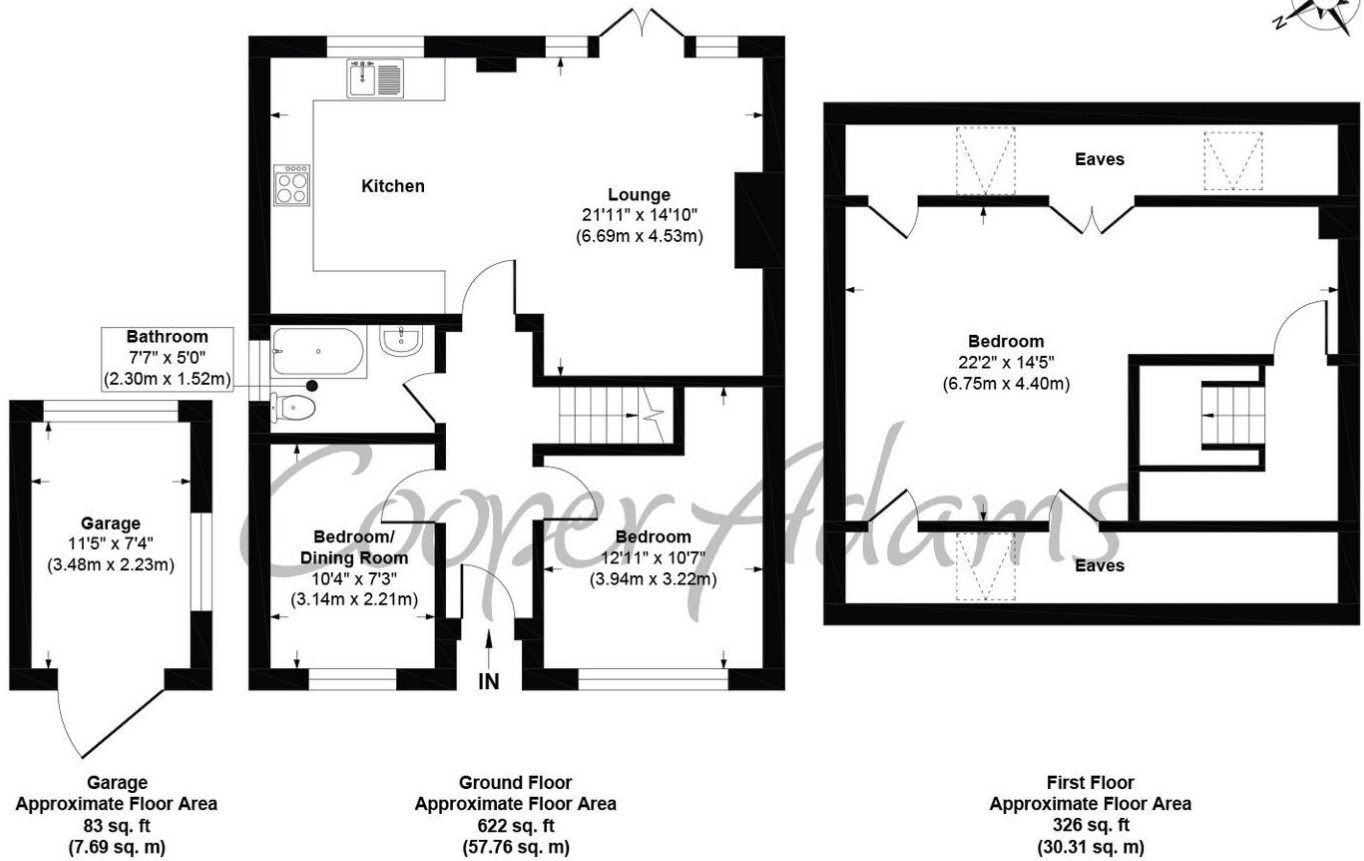 N
Kitchen
Lounge
21'11" x 14'10"
(6.69m x 4.53m)
Eaves
Bathroom
7'7" x 5'0"
(2.30m x 1.52m)
Bedroom
22'2" x 14'5"
(6.75m x 4.40m)
Garage
11'5" x 7'4"
(3.48m x 2.23m)
Bedroom/
Dining Room
10'4" x 7'3"
(3.14m x 2.21m)
Bedroom
12'11" x 10'7"
(3.94m x 3.22m)
Cooper Adams
Eaves
IN
Garage
Approximate Floor Area
83 sq. ft
(7.69 sq. m)
Ground Floor
Approximate Floor Area
622 sq. ft
(57.76 sq. m)
First Floor
Approximate Floor Area
326 sq. ft
(30.31 sq. m)